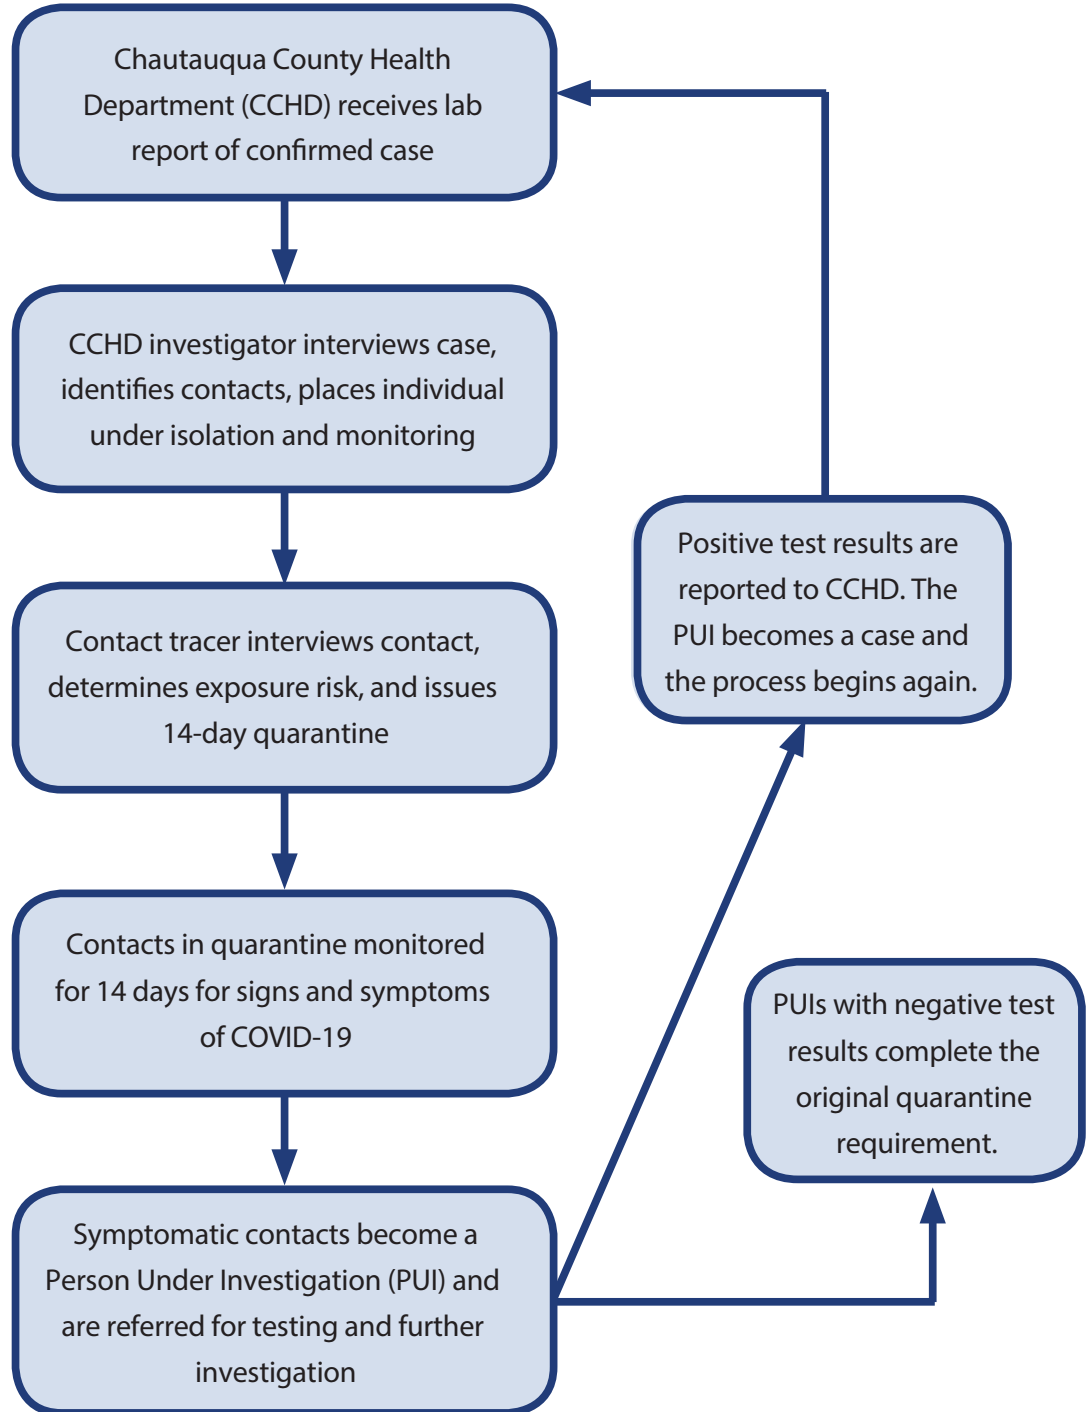 Chautauqua County Health
Department (CCHD) receives lab
report of confirmed case
CCHD investigator interviews case,
identifies contacts, places individual
under isolation and monitoring
Contact tracer interviews contact,
determines exposure risk, and issues
14-day quarantine
Contacts in quarantine monitored
for 14 days for signs and symptoms
of COVID-19
Symptomatic contacts become a
Person Under Investigation (PUI) and
are referred for testing and further
investigation
Positive test results are
reported to CCHD. The
PUI becomes a case and
the process begins again.
PUIs with negative test
results complete the
original quarantine
requirement.